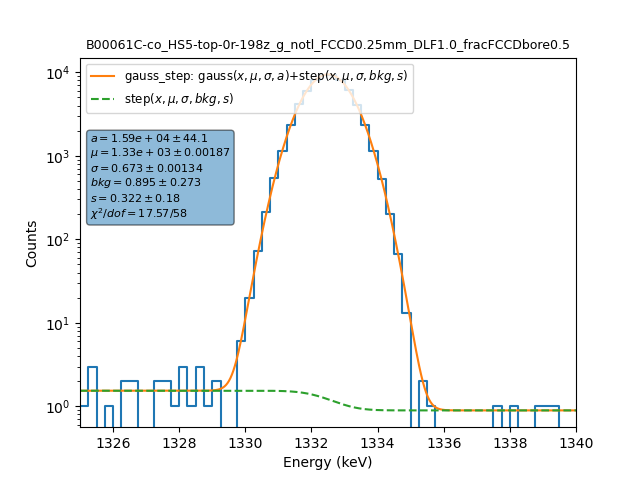 B00061C-co_HS5-top-0r-198z_g_notl_FCCD0.25mm_DLF1.0_fracFCCDbore0.5
gauss_step: gauss(x, μ, σ, a)+step(x, μ, σ, bkg, s)
step(x, μ, σ, bkg, s)
a = 1.59e + 04 ± 44.1
μ = 1.33e + 03 ± 0.00187
σ = 0.673 ± 0.00134
bkg = 0.895 ± 0.273
s = 0.322 ± 0.18
χ²/dof = 17.57/58
10⁴
10³
10²
10¹
10⁰
Counts
1326 1328 1330 1332 1334 1336 1338 1340
Energy (keV)